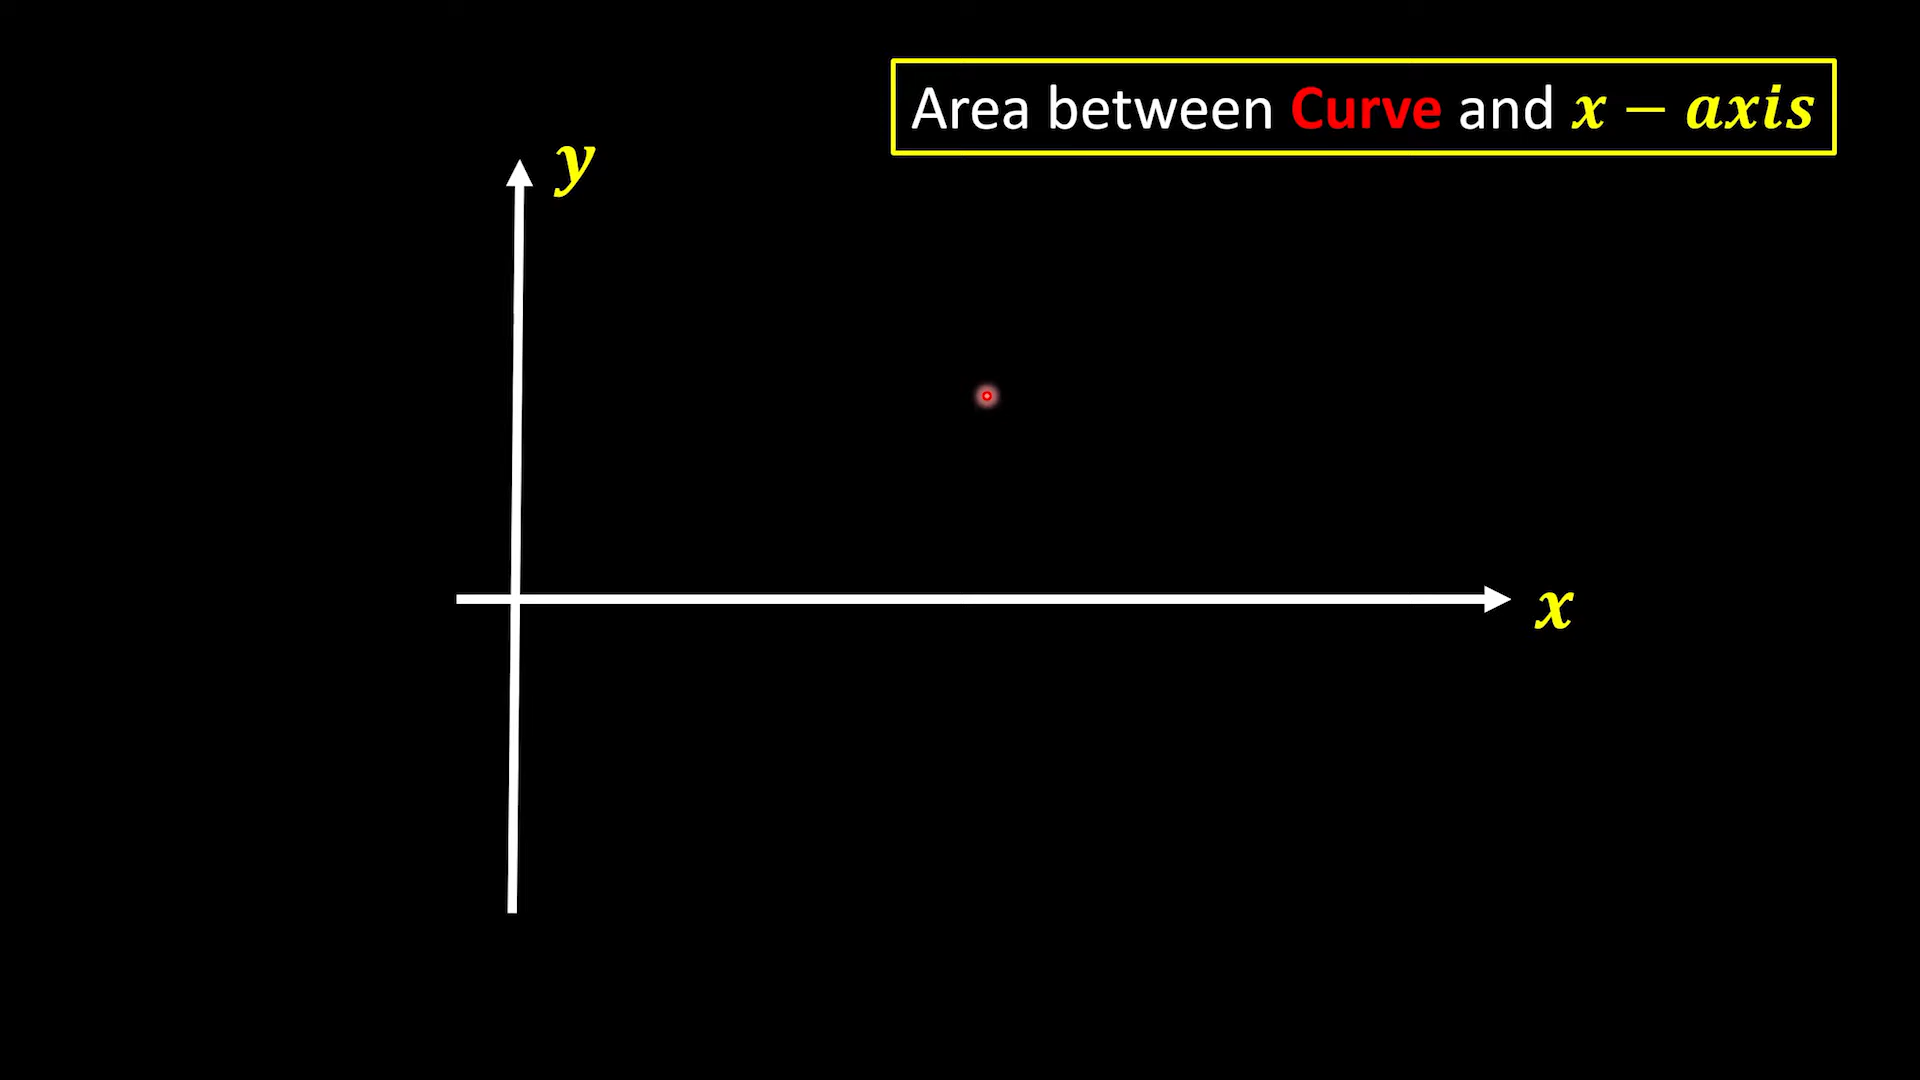 Area between Curve and x − axis
y
x